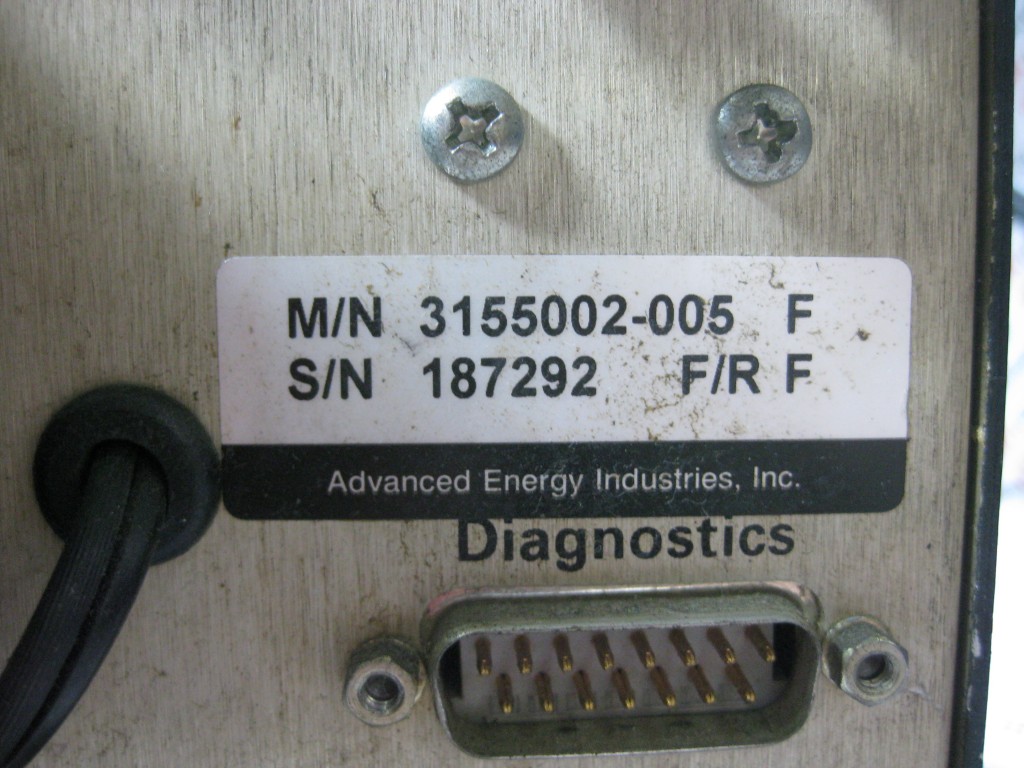 M/N 3155002-005 F
S/N 187292 F/R F
Advanced Energy Industries, Inc.
Diagnostics